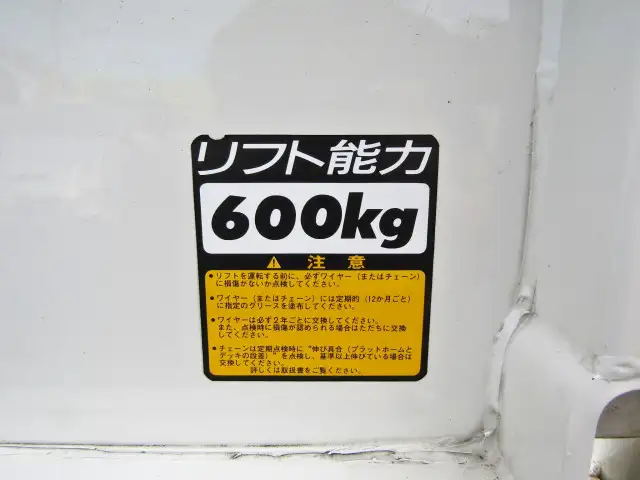 リフト能力
600kg
⚠ 注意
●リフトを運転する前に、必ずワイヤー(またはチェーン)
に損傷がないか点検してください。
●ワイヤー(またはチェーン)には定期的(12か月ごと)
に指定のグリースを塗布してください。
●ワイヤーは必ず2年ごとに交換してください。
また、点検時に損傷が認められる場合はただちに交換
してください。
●チェーンは定期点検時に“伸び具合(プラットホームと
デッキの段差)”を点検し、基準以上伸びている場合は
交換してください。
詳しくは取扱書をご覧ください。